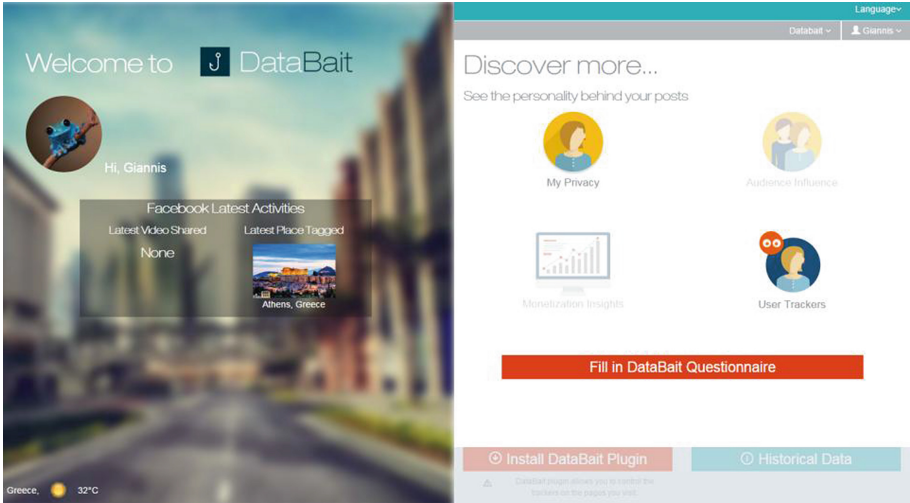 Welcome to DataBait
Hi, Giannis
Facebook Latest Activities
Latest Video Shared
None
Latest Place Tagged
Athens, Greece
Greece, 32°C
Language
Databait Giannis
Discover more...
See the personality behind your posts
My Privacy
Audience Influence
Monetization Insights
User Trackers
Fill in DataBait Questionnaire
Install DataBait Plugin
DataBait plugin allows you to control the
trackers on the pages you visit.
Historical Data